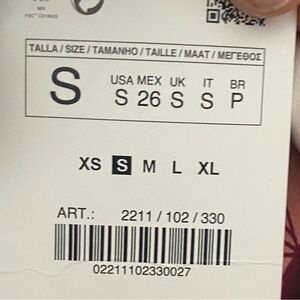 TALLA / SIZE / TAMANHO / TAILLE / MAAT / ΜΕΓΕΘΟΣ
S
USA MEX UK IT BR
S 26 S S P
XS S M L XL
ART.: 2211 / 102 / 330
02211102330027